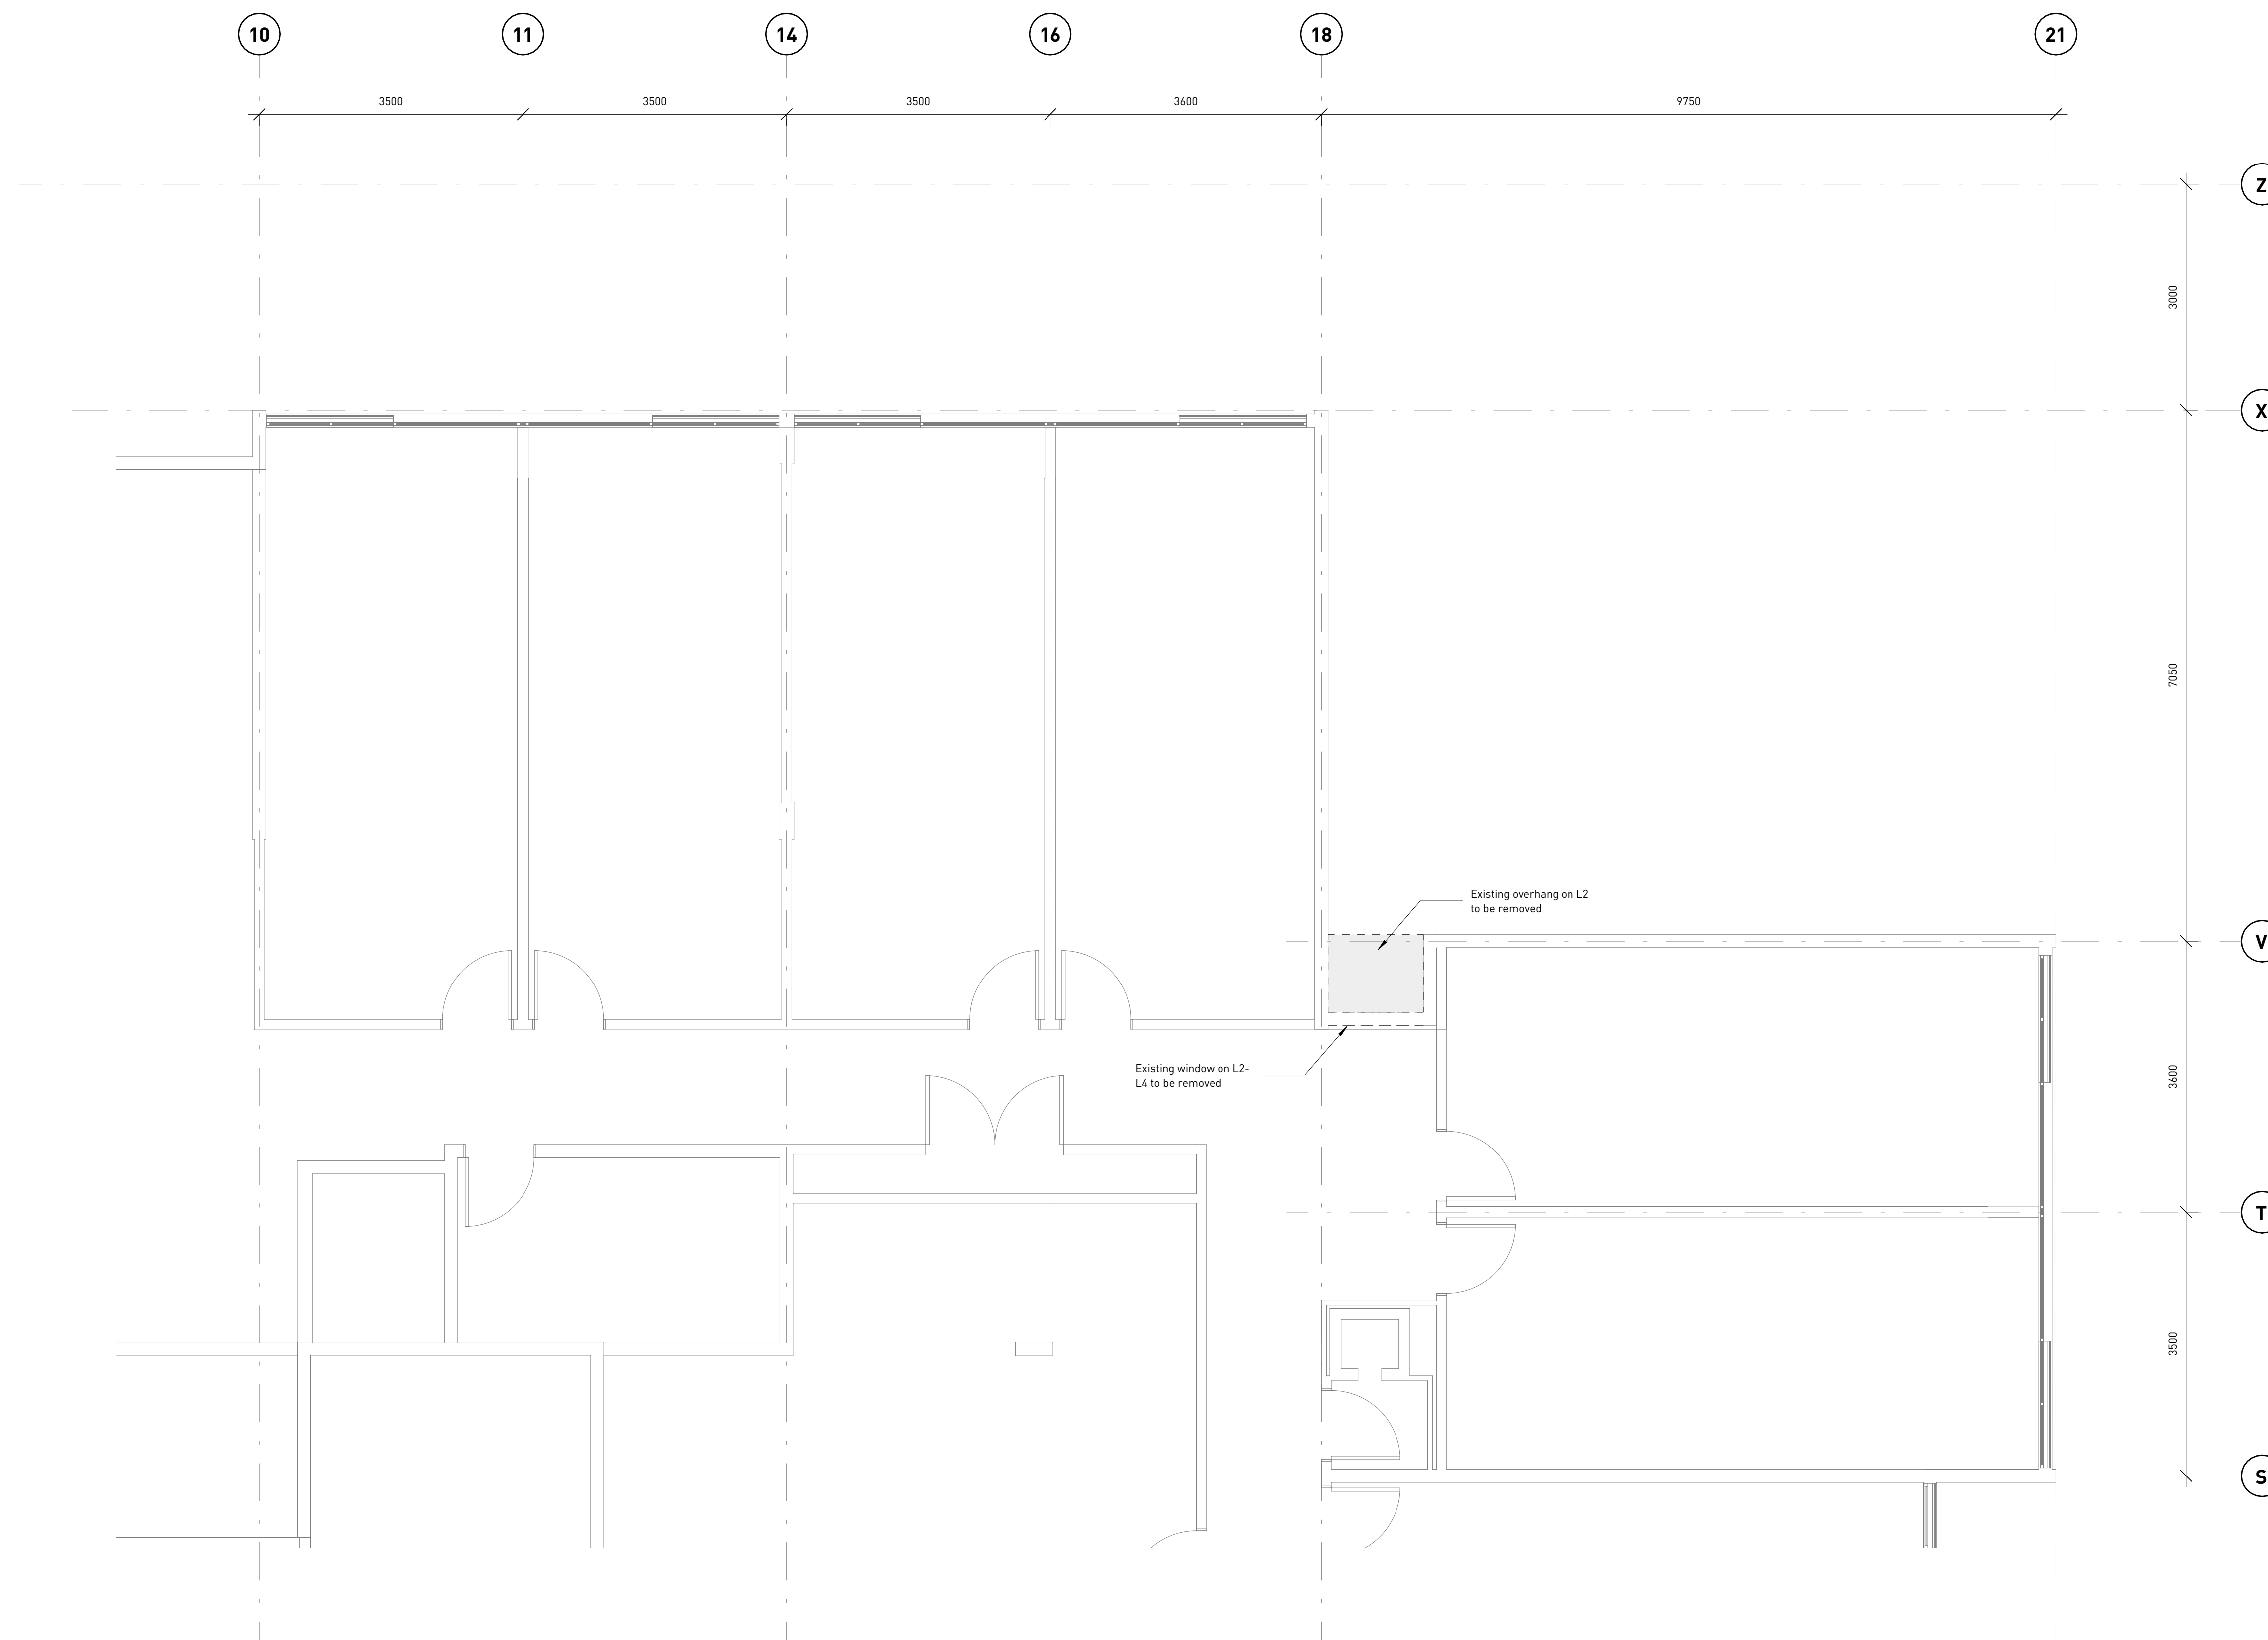 10 11 14 16 18 21
3500 3500 3500 3600 9750
Z
3000
X
7050
Existing overhang on L2
to be removed
V
Existing window on L2-
L4 to be removed
3600
T
3500
S